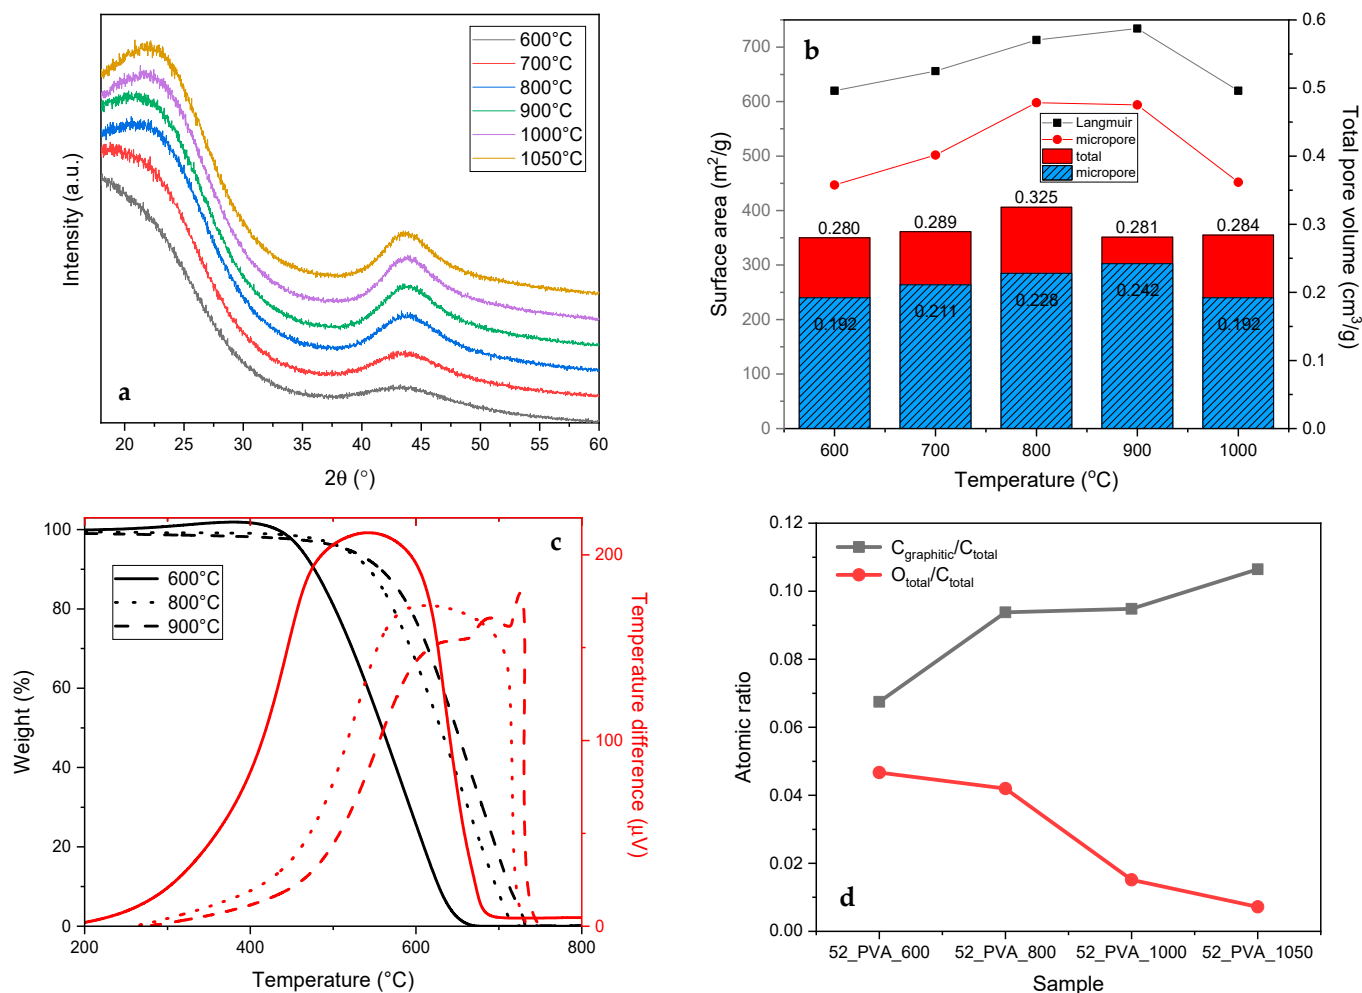 600°C
700°C
800°C
900°C
1000°C
1050°C
Intensity (a.u.)
a
20 25 30 35 40 45 50 55 60
2θ (°)
b
Langmuir
micropore
total
micropore
0.280
0.289
0.325
0.281
0.284
0.192
0.211
0.228
0.242
0.192
700
600
500
400
300
200
100
0
Surface area (m²/g)
0.6
0.5
0.4
0.3
0.2
0.1
0.0
Total pore volume (cm³/g)
600 700 800 900 1000
Temperature (°C)
c
600°C
800°C
900°C
100
80
60
40
20
0
Weight (%)
200
100
0
Temperature difference (μV)
200 400 600 800
Temperature (°C)
0.12
0.10
0.08
0.06
0.04
0.02
0.00
Atomic ratio
C_graphitic/C_total
O_total/C_total
d
52_PVA_600 52_PVA_800 52_PVA_1000 52_PVA_1050
Sample